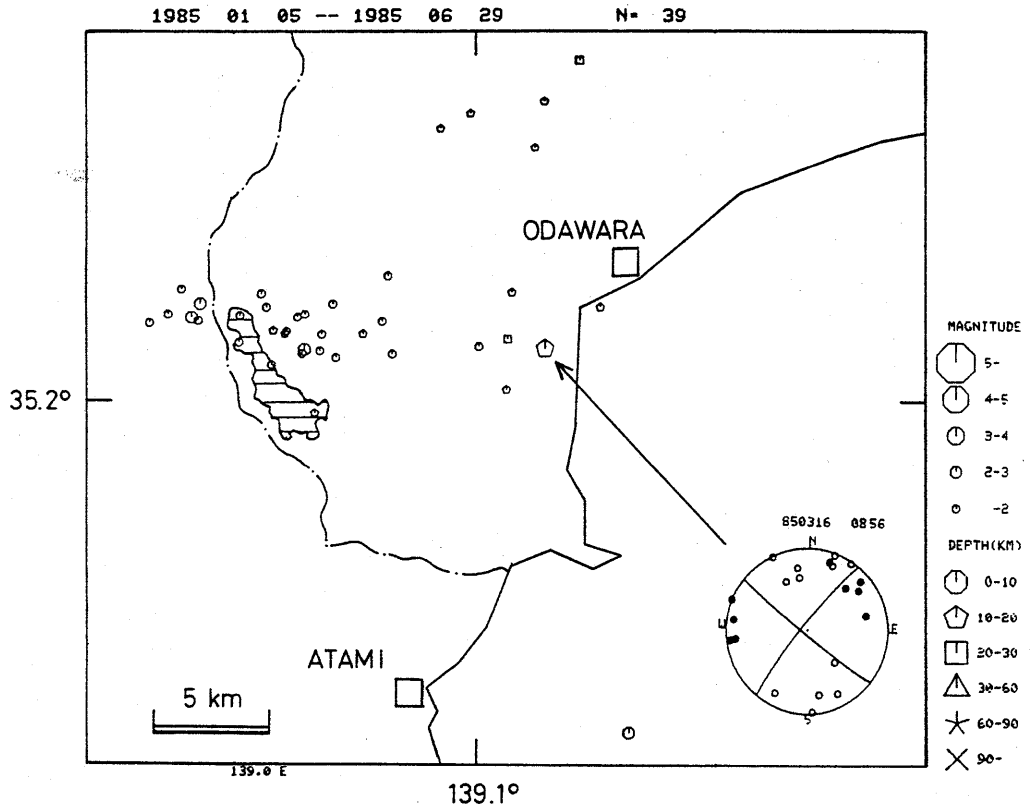 1985 01 05 -- 1985 06 29 N= 39
ODAWARA
35.2°
ATAMI
5 km
139.0 E
139.1°
850316 0856
N
W
E
S
MAGNITUDE
5-
4-5
3-4
2-3
-2
DEPTH(KM)
0-10
10-20
20-30
30-60
60-90
90-